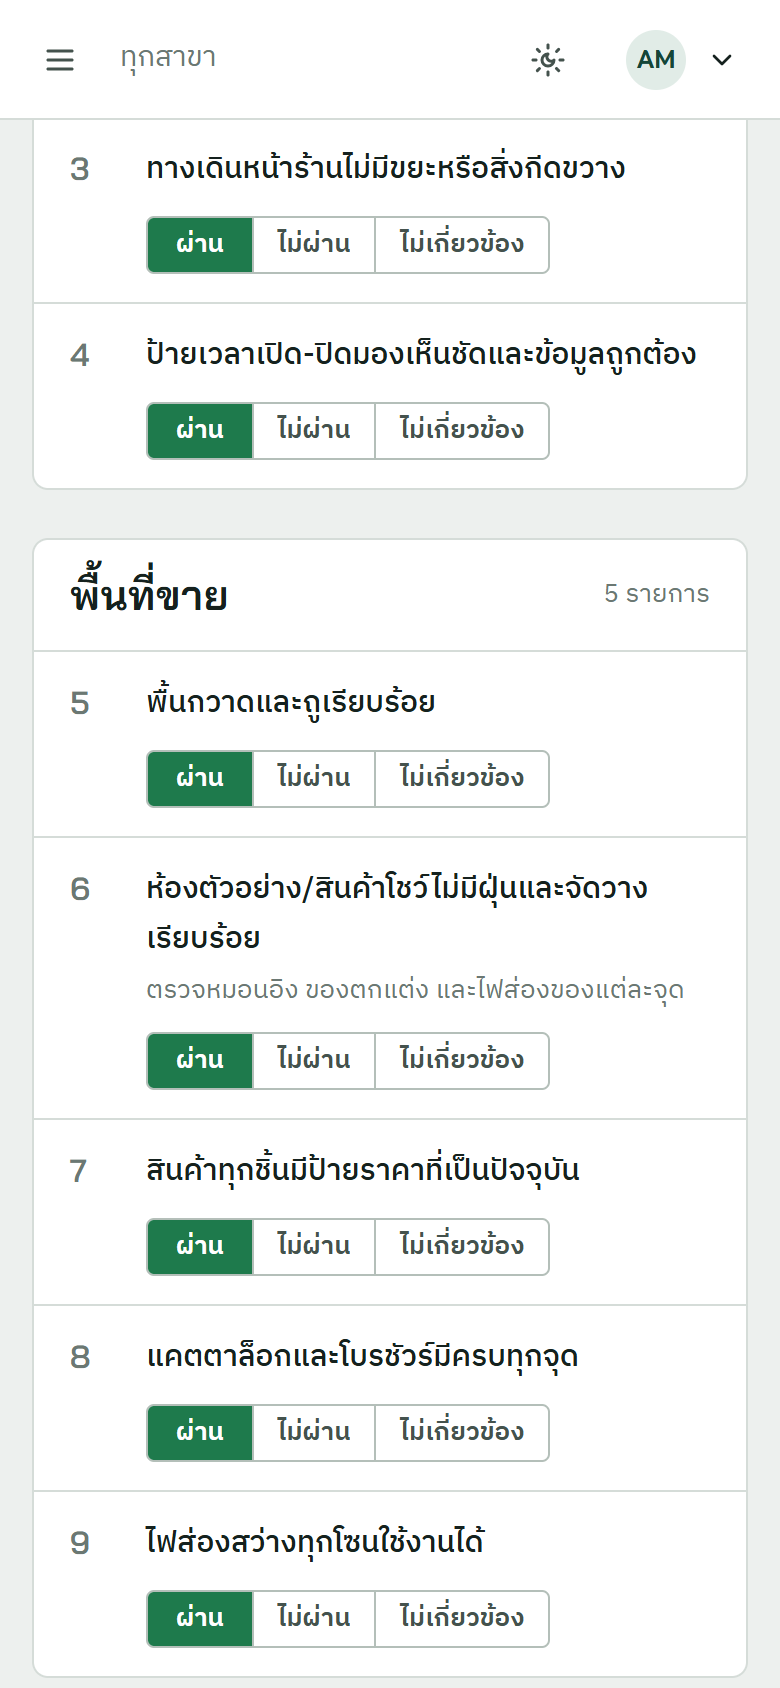 ทุกสาขา
AM
3
ทางเดินหน้าร้านไม่มีขยะหรือสิ่งกีดขวาง
ผ่าน
ไม่ผ่าน
ไม่เกี่ยวข้อง
4
ป้ายเวลาเปิด-ปิดมองเห็นชัดและข้อมูลถูกต้อง
ผ่าน
ไม่ผ่าน
ไม่เกี่ยวข้อง
พื้นที่ขาย
5 รายการ
5
พื้นกวาดและถูเรียบร้อย
ผ่าน
ไม่ผ่าน
ไม่เกี่ยวข้อง
6
ห้องตัวอย่าง/สินค้าโชว์ไม่มีฝุ่นและจัดวาง
เรียบร้อย
ตรวจหมอนอิง ของตกแต่ง และไฟส่องของแต่ละจุด
ผ่าน
ไม่ผ่าน
ไม่เกี่ยวข้อง
7
สินค้าทุกชิ้นมีป้ายราคาที่เป็นปัจจุบัน
ผ่าน
ไม่ผ่าน
ไม่เกี่ยวข้อง
8
แคตตาล็อกและโบรชัวร์มีครบทุกจุด
ผ่าน
ไม่ผ่าน
ไม่เกี่ยวข้อง
9
ไฟส่องสว่างทุกโซนใช้งานได้
ผ่าน
ไม่ผ่าน
ไม่เกี่ยวข้อง